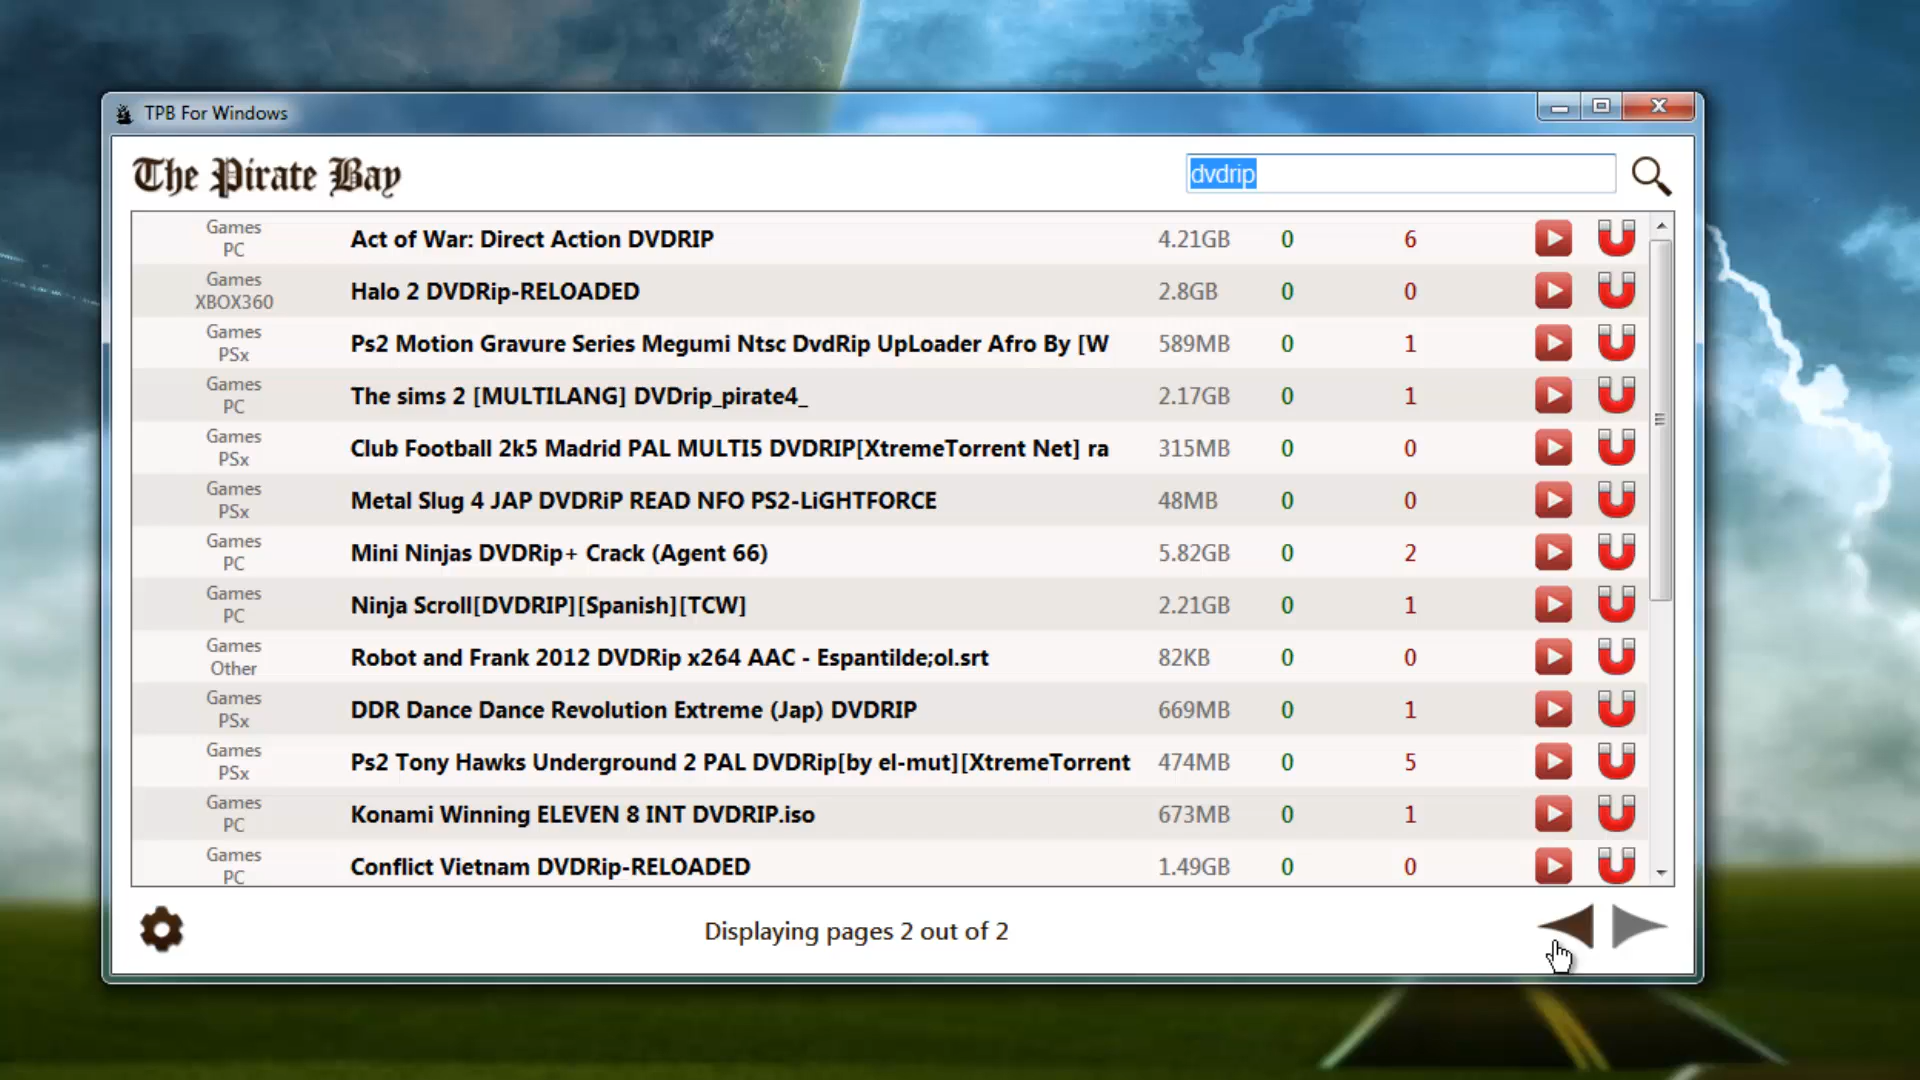 TPB For Windows
The Pirate Bay
dvdrip
Games
PC
Act of War: Direct Action DVDRIP 4.21GB 0 6
Games
XBOX360
Halo 2 DVDRip-RELOADED 2.8GB 0 0
Games
PSx
Ps2 Motion Gravure Series Megumi Ntsc DvdRip UpLoader Afro By [W 589MB 0 1
Games
PC
The sims 2 [MULTILANG] DVDrip_pirate4_ 2.17GB 0 1
Games
PSx
Club Football 2k5 Madrid PAL MULTI5 DVDRIP[XtremeTorrent Net] ra 315MB 0 0
Games
PSx
Metal Slug 4 JAP DVDRiP READ NFO PS2-LiGHTFORCE 48MB 0 0
Games
PC
Mini Ninjas DVDRip+ Crack (Agent 66) 5.82GB 0 2
Games
PC
Ninja Scroll[DVDRIP][Spanish][TCW] 2.21GB 0 1
Games
Other
Robot and Frank 2012 DVDRip x264 AAC - Espantilde;ol.srt 82KB 0 0
Games
PSx
DDR Dance Dance Revolution Extreme (Jap) DVDRIP 669MB 0 1
Games
PSx
Ps2 Tony Hawks Underground 2 PAL DVDRip[by el-mut][XtremeTorrent 474MB 0 5
Games
PC
Konami Winning ELEVEN 8 INT DVDRIP.iso 673MB 0 1
Games
PC
Conflict Vietnam DVDRip-RELOADED 1.49GB 0 0
Displaying pages 2 out of 2